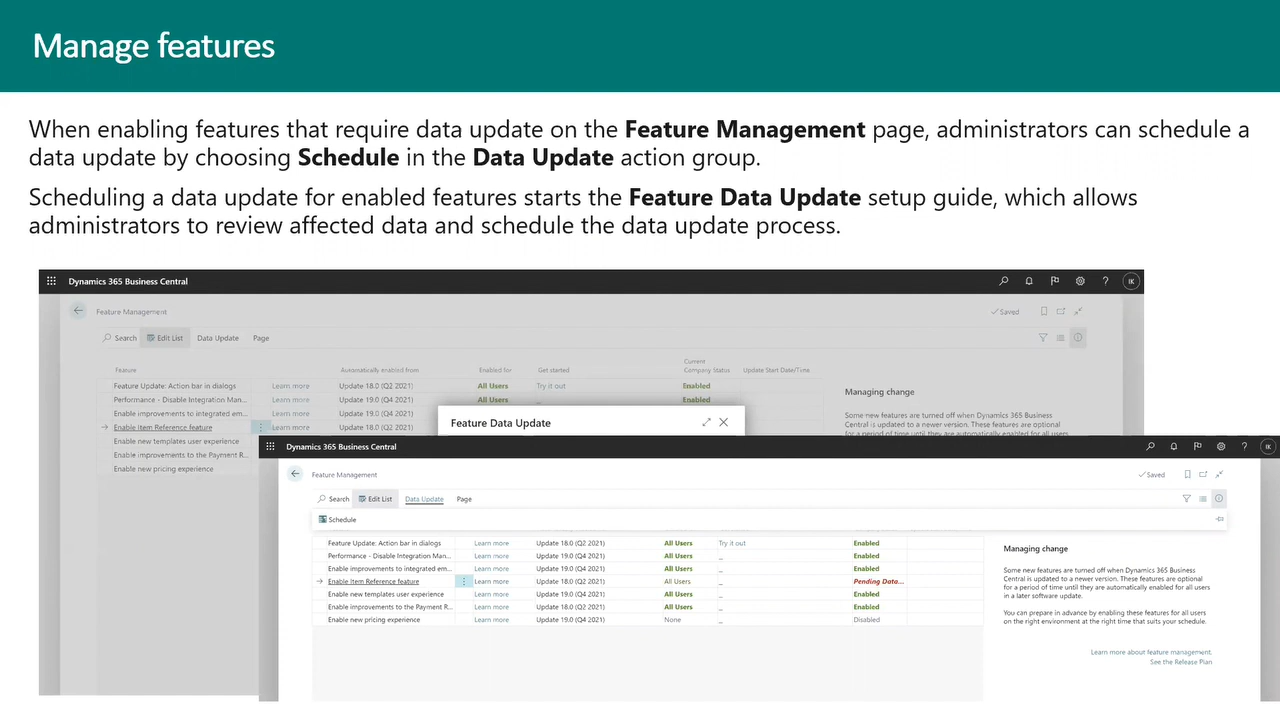 Manage features
When enabling features that require data update on the Feature Management page, administrators can schedule a
data update by choosing Schedule in the Data Update action group.
Scheduling a data update for enabled features starts the Feature Data Update setup guide, which allows
administrators to review affected data and schedule the data update process.
Dynamics 365 Business Central
IK
Feature Management
Saved
Search Edit List Data Update Page
Feature Automatically enabled from Enabled for Get started Current Company Status Update Start Date/Time...
Feature Update: Action bar in dialogs Learn more Update 18.0 (Q2 2021) All Users Try it out Enabled
Performance - Disable Integration Man... Learn more Update 19.0 (Q4 2021) All Users _ Enabled
Enable improvements to integrated em... Learn more Update 19.0 (Q4 2021)
Enable Item Reference feature Learn more Update 18.0 (Q2 2021)
Enable new templates user experience
Enable improvements to the Payment R...
Enable new pricing experience
Managing change
Some new features are turned off when Dynamics 365 Business
Central is updated to a newer version. These features are optional
for a period of time until they are automatically enabled for all users
Feature Data Update
Dynamics 365 Business Central
IK
Feature Management
Saved
Search Edit List Data Update Page
Schedule
Feature Update: Action bar in dialogs Learn more Update 18.0 (Q2 2021) All Users Try it out Enabled
Performance - Disable Integration Man... Learn more Update 19.0 (Q4 2021) All Users _ Enabled
Enable improvements to integrated em... Learn more Update 19.0 (Q4 2021) All Users _ Enabled
Enable Item Reference feature Learn more Update 18.0 (Q2 2021) All Users _ Pending Data...
Enable new templates user experience Learn more Update 19.0 (Q4 2021) All Users _ Enabled
Enable improvements to the Payment R... Learn more Update 19.0 (Q4 2021) All Users _ Enabled
Enable new pricing experience Learn more Update 19.0 (Q4 2021) None _ Disabled
Managing change
Some new features are turned off when Dynamics 365 Business
Central is updated to a newer version. These features are optional
for a period of time until they are automatically enabled for all users
in a later software update.
You can prepare in advance by enabling these features for all users
on the right environment at the right time that suits your schedule.
Learn more about feature management.
See the Release Plan